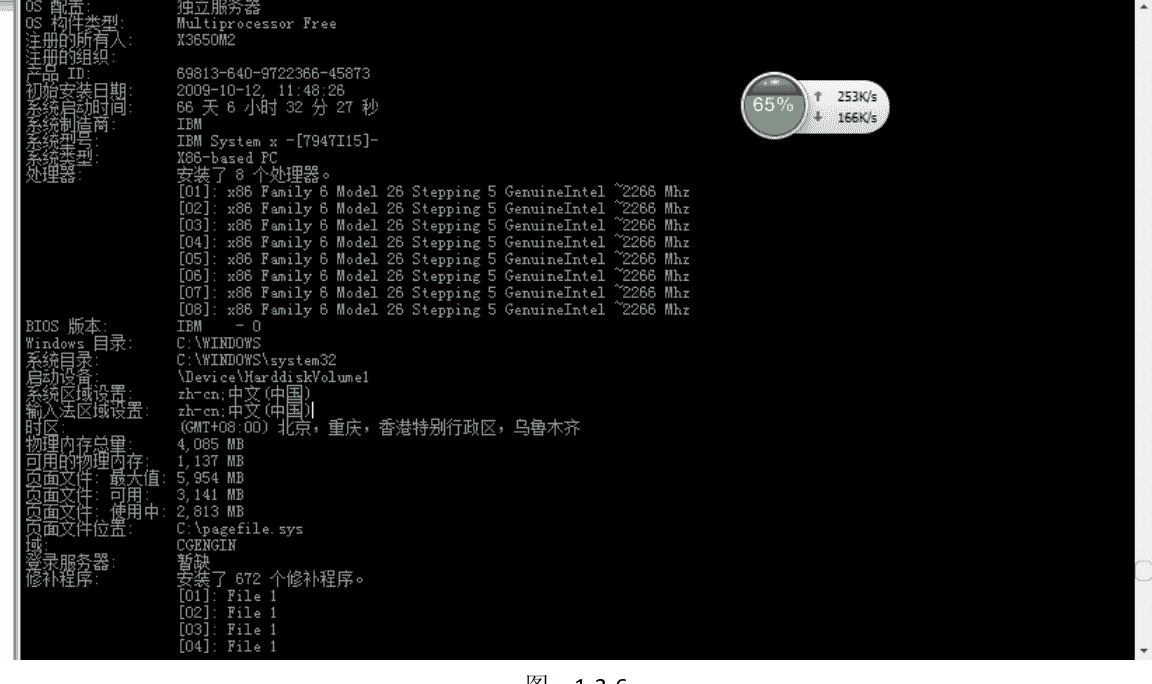 OS 配置: 独立服务器
OS 构件类型: Multiprocessor Free
注册的所有人: X3650M2
注册的组织:
产品 ID: 69813-640-9722366-45873
初始安装日期: 2009-10-12, 11:48:26
系统启动时间: 66 天 6 小时 32 分 27 秒
系统制造商: IBM
系统型号: IBM System x -[7947I15]-
系统类型: X86-based PC
处理器: 安装了 8 个处理器。
[01]: x86 Family 6 Model 26 Stepping 5 GenuineIntel ~2266 Mhz
[02]: x86 Family 6 Model 26 Stepping 5 GenuineIntel ~2266 Mhz
[03]: x86 Family 6 Model 26 Stepping 5 GenuineIntel ~2266 Mhz
[04]: x86 Family 6 Model 26 Stepping 5 GenuineIntel ~2266 Mhz
[05]: x86 Family 6 Model 26 Stepping 5 GenuineIntel ~2266 Mhz
[06]: x86 Family 6 Model 26 Stepping 5 GenuineIntel ~2266 Mhz
[07]: x86 Family 6 Model 26 Stepping 5 GenuineIntel ~2266 Mhz
[08]: x86 Family 6 Model 26 Stepping 5 GenuineIntel ~2266 Mhz
BIOS 版本: IBM - 0
Windows 目录: C:\WINDOWS
系统目录: C:\WINDOWS\system32
启动设备: \Device\HarddiskVolume1
系统区域设置: zh-cn;中文(中国)
输入法区域设置: zh-cn;中文(中国)
时区: (GMT+08:00) 北京，重庆，香港特别行政区，乌鲁木齐
物理内存总量: 4,085 MB
可用的物理内存: 1,137 MB
页面文件: 最大值: 5,954 MB
页面文件: 可用: 3,141 MB
页面文件: 使用中: 2,813 MB
页面文件位置: C:\pagefile.sys
域: CGENGIN
登录服务器: 暂缺
修补程序: 安装了 672 个修补程序。
[01]: File 1
[02]: File 1
[03]: File 1
[04]: File 1
65%
↑ 253K/s
↓ 166K/s